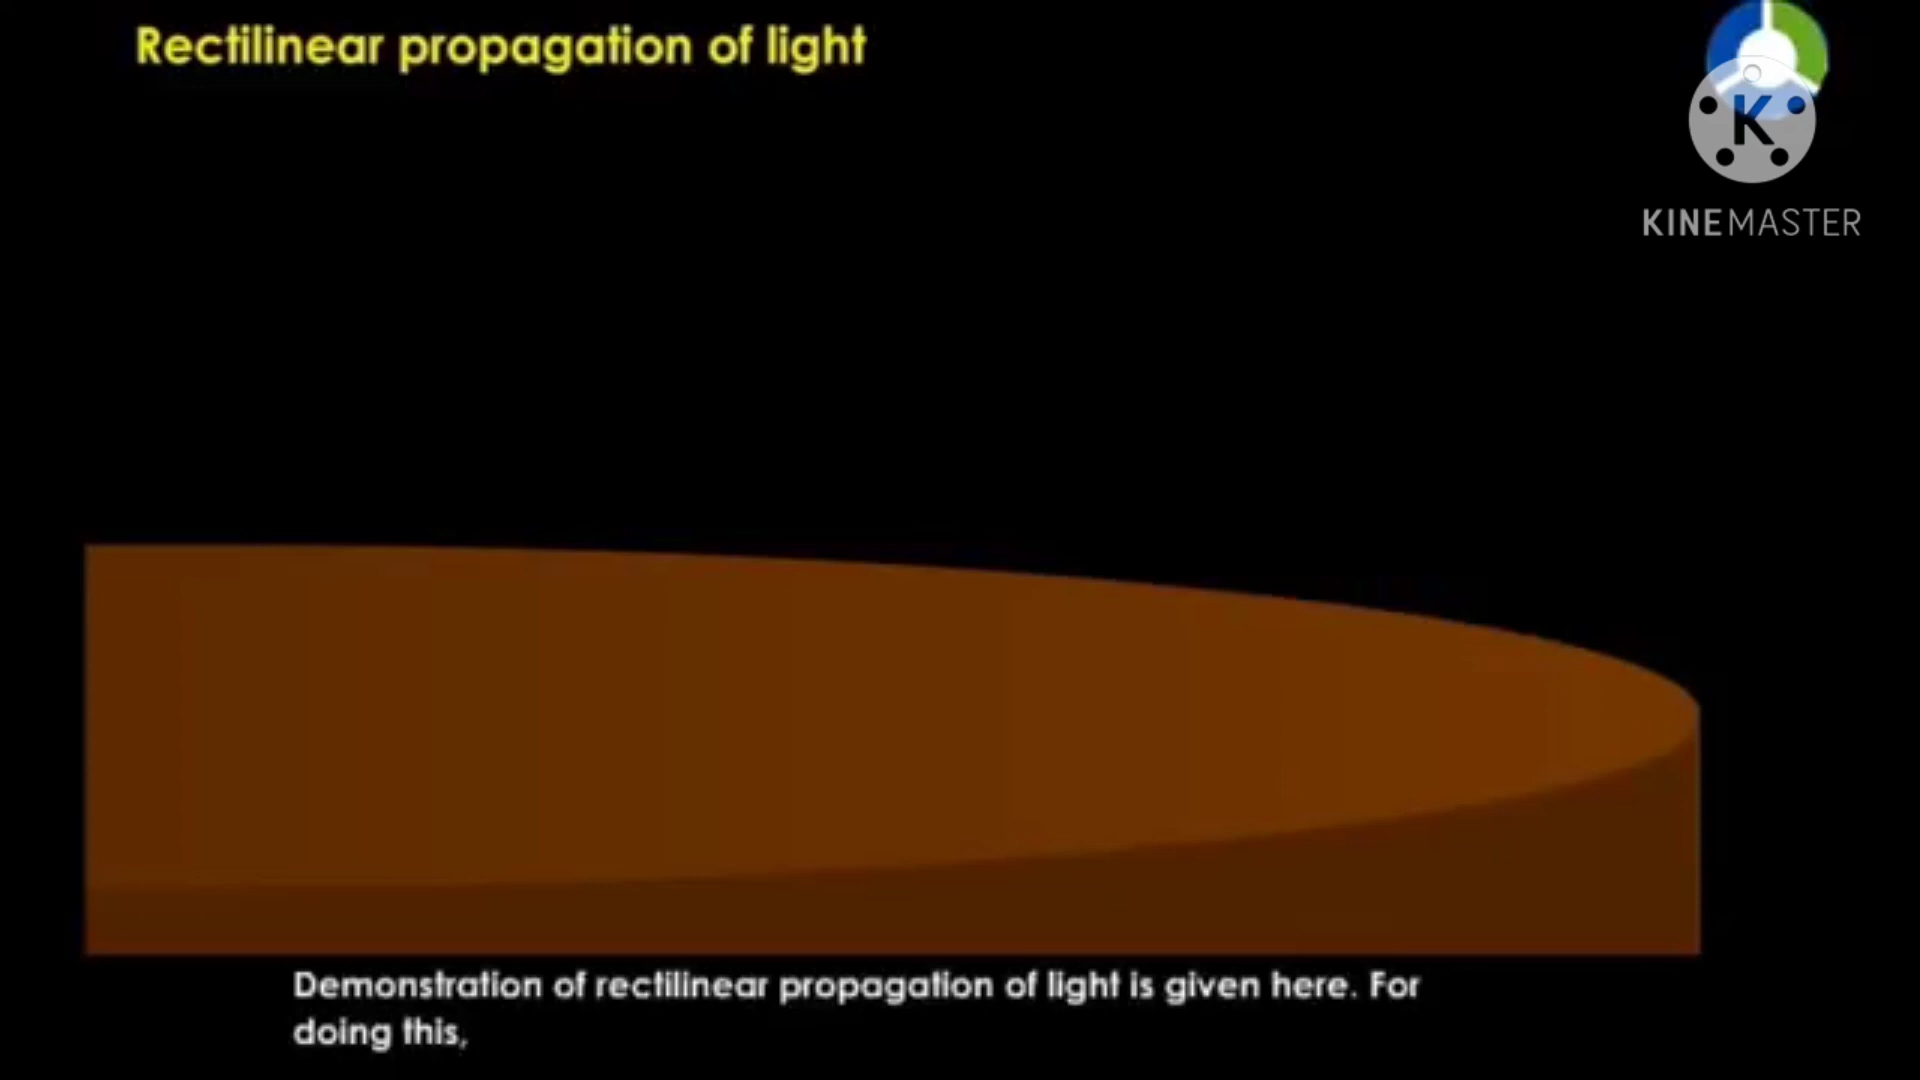 Rectilinear propagation of light
K
KINEMASTER
Demonstration of rectilinear propagation of light is given here. For
doing this,